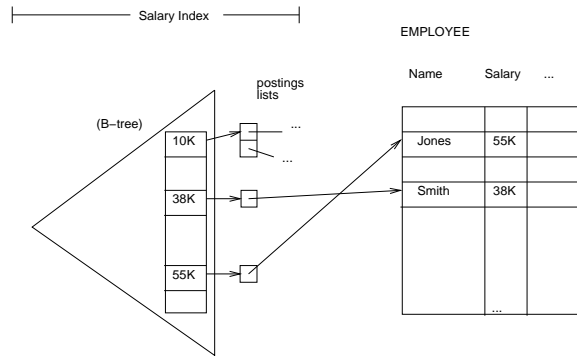 Salary Index
EMPLOYEE
postings
lists
Name Salary ...
(B−tree)
10K
...
...
Jones 55K
38K
Smith 38K
55K
...